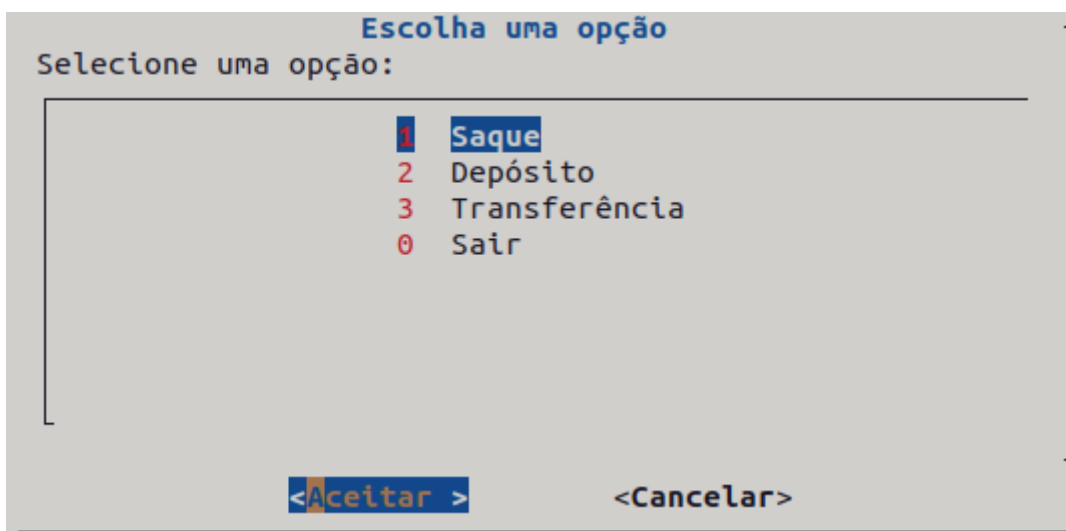 Escolha uma opção
Selecione uma opção:
1 Saque
2 Depósito
3 Transferência
0 Sair
<Aceitar > <Cancelar>